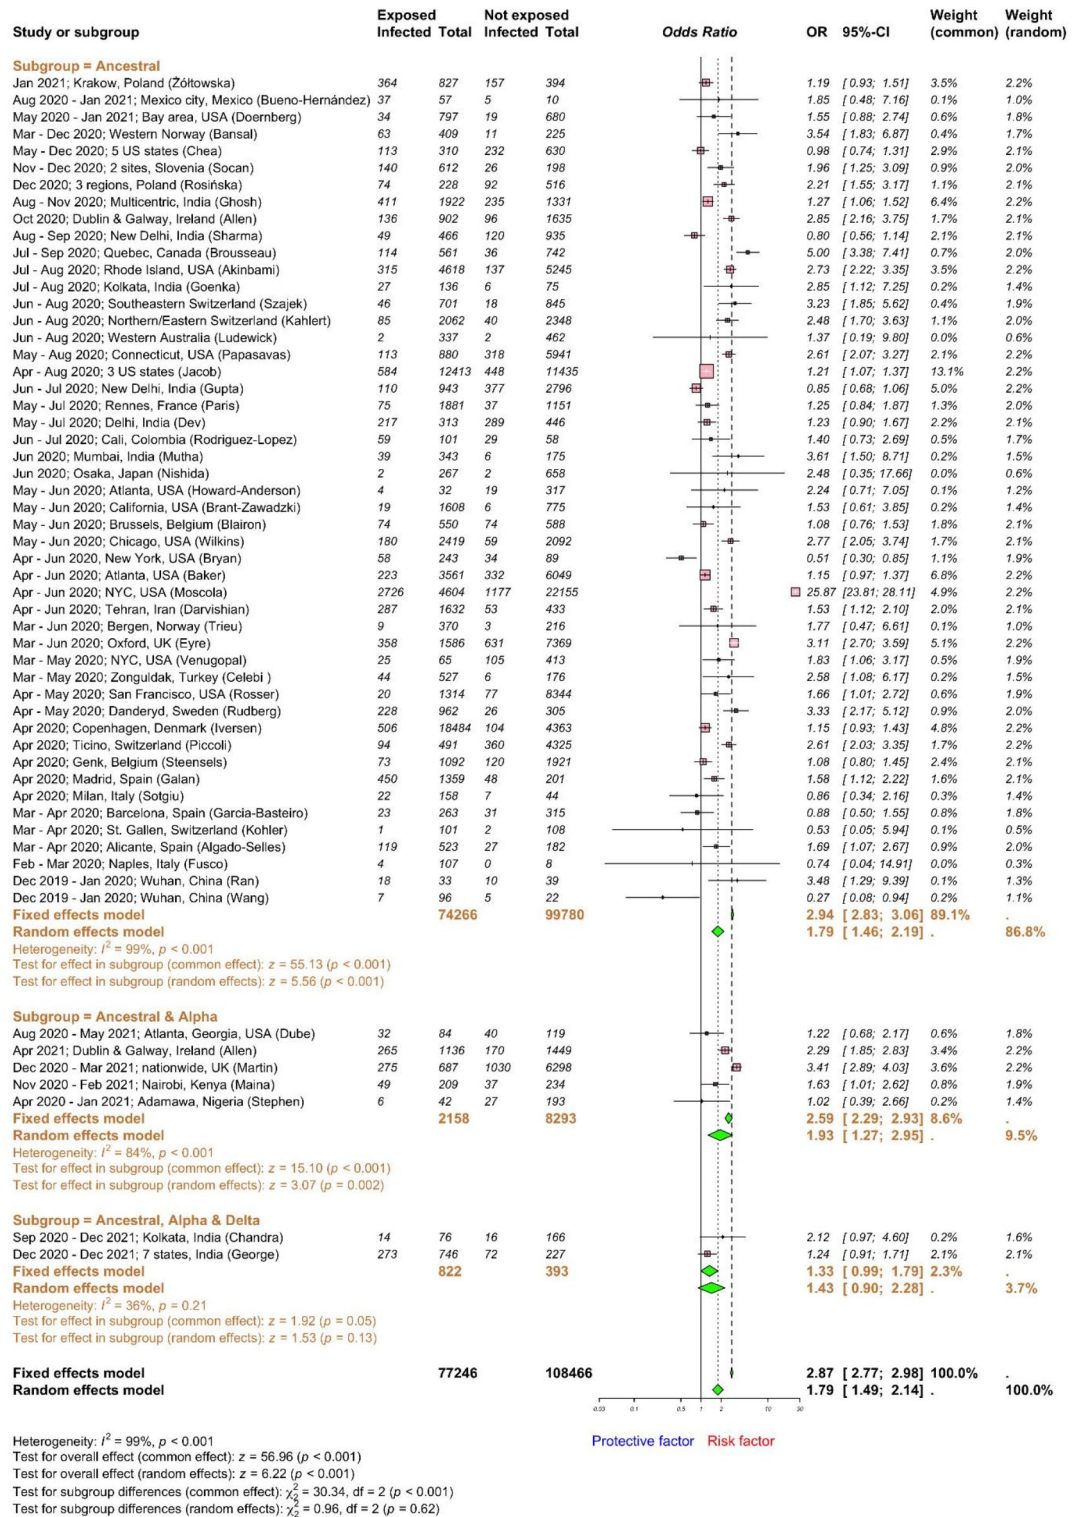 Exposed Not exposed Weight Weight
Study or subgroup Infected Total Infected Total Odds Ratio OR 95%-CI (common) (random)
Subgroup = Ancestral
Jan 2021; Krakow, Poland (Żółtowska) 364 827 157 394 1.19 [0.93; 1.51] 3.5% 2.2%
Aug 2020 - Jan 2021; Mexico city, Mexico (Bueno-Hernández) 37 57 5 10 1.85 [0.48; 7.16] 0.1% 1.0%
May 2020 - Jan 2021; Bay area, USA (Doernberg) 34 797 19 680 1.55 [0.88; 2.74] 0.6% 1.8%
Mar - Dec 2020; Western Norway (Bansal) 63 409 11 225 3.54 [1.83; 6.87] 0.4% 1.7%
May - Dec 2020; 5 US states (Chea) 113 310 232 630 0.98 [0.74; 1.31] 2.9% 2.1%
Nov - Dec 2020; 2 sites, Slovenia (Socan) 140 612 26 198 1.96 [1.25; 3.09] 0.9% 2.0%
Dec 2020; 3 regions, Poland (Rosińska) 74 228 92 516 2.21 [1.55; 3.17] 1.1% 2.1%
Aug - Nov 2020; Multicentric, India (Ghosh) 411 1922 235 1331 1.27 [1.06; 1.52] 6.4% 2.2%
Oct 2020; Dublin & Galway, Ireland (Allen) 136 902 96 1635 2.85 [2.16; 3.75] 1.7% 2.1%
Aug - Sep 2020; New Delhi, India (Sharma) 49 466 120 935 0.80 [0.56; 1.14] 2.1% 2.1%
Jul - Sep 2020; Quebec, Canada (Brousseau) 114 561 36 742 5.00 [3.38; 7.41] 0.7% 2.0%
Jul - Aug 2020; Rhode Island, USA (Akinbami) 315 4618 137 5245 2.73 [2.22; 3.35] 3.5% 2.2%
Jul - Aug 2020; Kolkata, India (Goenka) 27 136 6 75 2.85 [1.12; 7.25] 0.2% 1.4%
Jun - Aug 2020; Southeastern Switzerland (Szajek) 46 701 18 845 3.23 [1.85; 5.62] 0.4% 1.9%
Jun - Aug 2020; Northern/Eastern Switzerland (Kahlert) 85 2062 40 2348 2.48 [1.70; 3.63] 1.1% 2.0%
Jun - Aug 2020; Western Australia (Ludewick) 2 337 2 462 1.37 [0.19; 9.80] 0.0% 0.6%
May - Aug 2020; Connecticut, USA (Papasavas) 113 880 318 5941 2.61 [2.07; 3.27] 2.2% 2.2%
Apr - Aug 2020; 3 US states (Jacob) 584 12413 448 11435 1.21 [1.07; 1.37] 13.1% 2.2%
Jun - Jul 2020; New Delhi, India (Gupta) 110 943 377 2796 0.85 [0.68; 1.06] 5.0% 2.2%
May - Jul 2020; Rennes, France (Paris) 75 1881 37 1151 1.25 [0.84; 1.87] 1.3% 2.0%
May - Jul 2020; Delhi, India (Dev) 217 313 289 446 1.23 [0.90; 1.67] 2.2% 2.1%
Jun - Jul 2020; Cali, Colombia (Rodriguez-Lopez) 59 101 29 58 1.40 [0.73; 2.69] 0.5% 1.7%
Jun 2020; Mumbai, India (Mutha) 39 343 6 175 3.61 [1.50; 8.71] 0.2% 1.5%
Jun 2020; Osaka, Japan (Nishida) 2 267 2 658 2.48 [0.35; 17.66] 0.0% 0.6%
May - Jun 2020; Atlanta, USA (Howard-Anderson) 4 32 19 317 2.24 [0.71; 7.05] 0.1% 1.2%
May - Jun 2020; California, USA (Brant-Zawadzki) 19 1608 6 775 1.53 [0.61; 3.85] 0.2% 1.4%
May - Jun 2020; Brussels, Belgium (Blairon) 74 550 74 588 1.08 [0.76; 1.53] 1.8% 2.1%
May - Jun 2020; Chicago, USA (Wilkins) 180 2419 59 2092 2.77 [2.05; 3.74] 1.7% 2.1%
Apr - Jun 2020, New York, USA (Bryan) 58 243 34 89 0.51 [0.30; 0.85] 1.1% 1.9%
Apr - Jun 2020; Atlanta, USA (Baker) 223 3561 332 6049 1.15 [0.97; 1.37] 6.8% 2.2%
Apr - Jun 2020; NYC, USA (Moscola) 2726 4604 1177 22155 25.87 [23.81; 28.11] 4.9% 2.2%
Apr - Jun 2020; Tehran, Iran (Darvishian) 287 1632 53 433 1.53 [1.12; 2.10] 2.0% 2.1%
Mar - Jun 2020; Bergen, Norway (Trieu) 9 370 3 216 1.77 [0.47; 6.61] 0.1% 1.0%
Mar - Jun 2020; Oxford, UK (Eyre) 358 1586 631 7369 3.11 [2.70; 3.59] 5.1% 2.2%
Mar - May 2020; NYC, USA (Venugopal) 25 65 105 413 1.83 [1.06; 3.17] 0.5% 1.9%
Mar - May 2020; Zonguldak, Turkey (Celebi ) 44 527 6 176 2.58 [1.08; 6.17] 0.2% 1.5%
Apr - May 2020; San Francisco, USA (Rosser) 20 1314 77 8344 1.66 [1.01; 2.72] 0.6% 1.9%
Apr - May 2020; Danderyd, Sweden (Rudberg) 228 962 26 305 3.33 [2.17; 5.12] 0.9% 2.0%
Apr 2020; Copenhagen, Denmark (Iversen) 506 18484 104 4363 1.15 [0.93; 1.43] 4.8% 2.2%
Apr 2020; Ticino, Switzerland (Piccoli) 94 491 360 4325 2.61 [2.03; 3.35] 1.7% 2.2%
Apr 2020; Genk, Belgium (Steensels) 73 1092 120 1921 1.08 [0.80; 1.45] 2.4% 2.1%
Apr 2020; Madrid, Spain (Galan) 450 1359 48 201 1.58 [1.12; 2.22] 1.6% 2.1%
Apr 2020; Milan, Italy (Sotgiu) 22 158 7 44 0.86 [0.34; 2.16] 0.3% 1.4%
Mar - Apr 2020; Barcelona, Spain (Garcia-Basteiro) 23 263 31 315 0.88 [0.50; 1.55] 0.8% 1.8%
Mar - Apr 2020; St. Gallen, Switzerland (Kohler) 1 101 2 108 0.53 [0.05; 5.94] 0.1% 0.5%
Mar - Apr 2020; Alicante, Spain (Algado-Selles) 119 523 27 182 1.69 [1.07; 2.67] 0.9% 2.0%
Feb - Mar 2020; Naples, Italy (Fusco) 4 107 0 8 0.74 [0.04; 14.91] 0.0% 0.3%
Dec 2019 - Jan 2020; Wuhan, China (Ran) 18 33 10 39 3.48 [1.29; 9.39] 0.1% 1.3%
Dec 2019 - Jan 2020; Wuhan, China (Wang) 7 96 5 22 0.27 [0.08; 0.94] 0.2% 1.1%
Fixed effects model 74266 99780 2.94 [2.83; 3.06] 89.1% .
Random effects model 1.79 [1.46; 2.19] . 86.8%
Heterogeneity: I² = 99%, p < 0.001
Test for effect in subgroup (common effect): z = 55.13 (p < 0.001)
Test for effect in subgroup (random effects): z = 5.56 (p < 0.001)
Subgroup = Ancestral & Alpha
Aug 2020 - May 2021; Atlanta, Georgia, USA (Dube) 32 84 40 119 1.22 [0.68; 2.17] 0.6% 1.8%
Apr 2021; Dublin & Galway, Ireland (Allen) 265 1136 170 1449 2.29 [1.85; 2.83] 3.4% 2.2%
Dec 2020 - Mar 2021; nationwide, UK (Martin) 275 687 1030 6298 3.41 [2.89; 4.03] 3.6% 2.2%
Nov 2020 - Feb 2021; Nairobi, Kenya (Maina) 49 209 37 234 1.63 [1.01; 2.62] 0.8% 1.9%
Apr 2020 - Jan 2021; Adamawa, Nigeria (Stephen) 6 42 27 193 1.02 [0.39; 2.66] 0.2% 1.4%
Fixed effects model 2158 8293 2.59 [2.29; 2.93] 8.6% .
Random effects model 1.93 [1.27; 2.95] . 9.5%
Heterogeneity: I² = 84%, p < 0.001
Test for effect in subgroup (common effect): z = 15.10 (p < 0.001)
Test for effect in subgroup (random effects): z = 3.07 (p = 0.002)
Subgroup = Ancestral, Alpha & Delta
Sep 2020 - Dec 2021; Kolkata, India (Chandra) 14 76 16 166 2.12 [0.97; 4.60] 0.2% 1.6%
Dec 2020 - Dec 2021; 7 states, India (George) 273 746 72 227 1.24 [0.91; 1.71] 2.1% 2.1%
Fixed effects model 822 393 1.33 [0.99; 1.79] 2.3% .
Random effects model 1.43 [0.90; 2.28] . 3.7%
Heterogeneity: I² = 36%, p = 0.21
Test for effect in subgroup (common effect): z = 1.92 (p = 0.05)
Test for effect in subgroup (random effects): z = 1.53 (p = 0.13)
Fixed effects model 77246 108466 2.87 [2.77; 2.98] 100.0% .
Random effects model 1.79 [1.49; 2.14] . 100.0%
0.03 0.1 0.5 1 2 10 30
Protective factor Risk factor
Heterogeneity: I² = 99%, p < 0.001
Test for overall effect (common effect): z = 56.96 (p < 0.001)
Test for overall effect (random effects): z = 6.22 (p < 0.001)
Test for subgroup differences (common effect): χ²₂ = 30.34, df = 2 (p < 0.001)
Test for subgroup differences (random effects): χ²₂ = 0.96, df = 2 (p = 0.62)